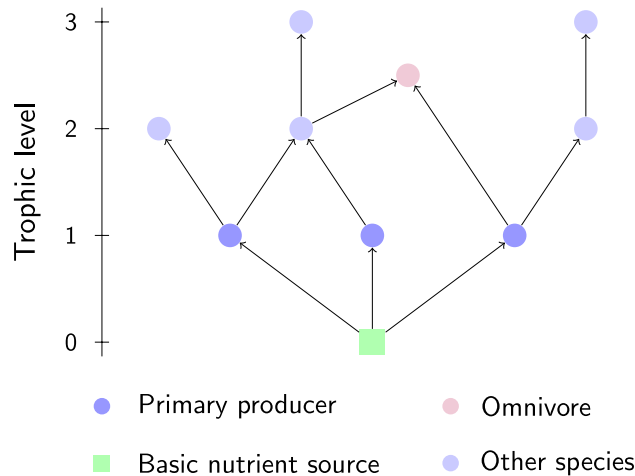 3
2
1
0
Trophic level
Primary producer
Omnivore
Basic nutrient source
Other species